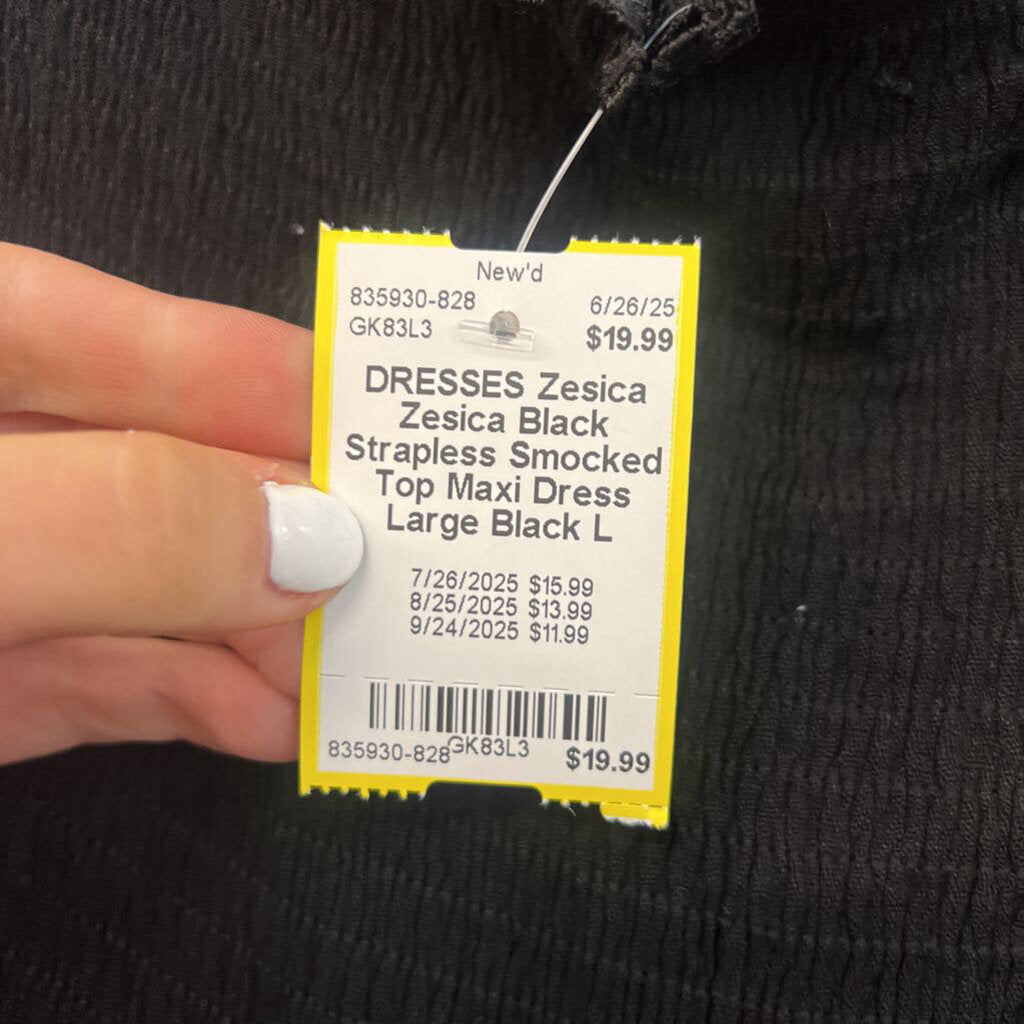 New'd
835930-828 6/26/25
GK83L3 $19.99
DRESSES Zesica
Zesica Black
Strapless Smocked
Top Maxi Dress
Large Black L
7/26/2025 $15.99
8/25/2025 $13.99
9/24/2025 $11.99
835930-828 GK83L3 $19.99